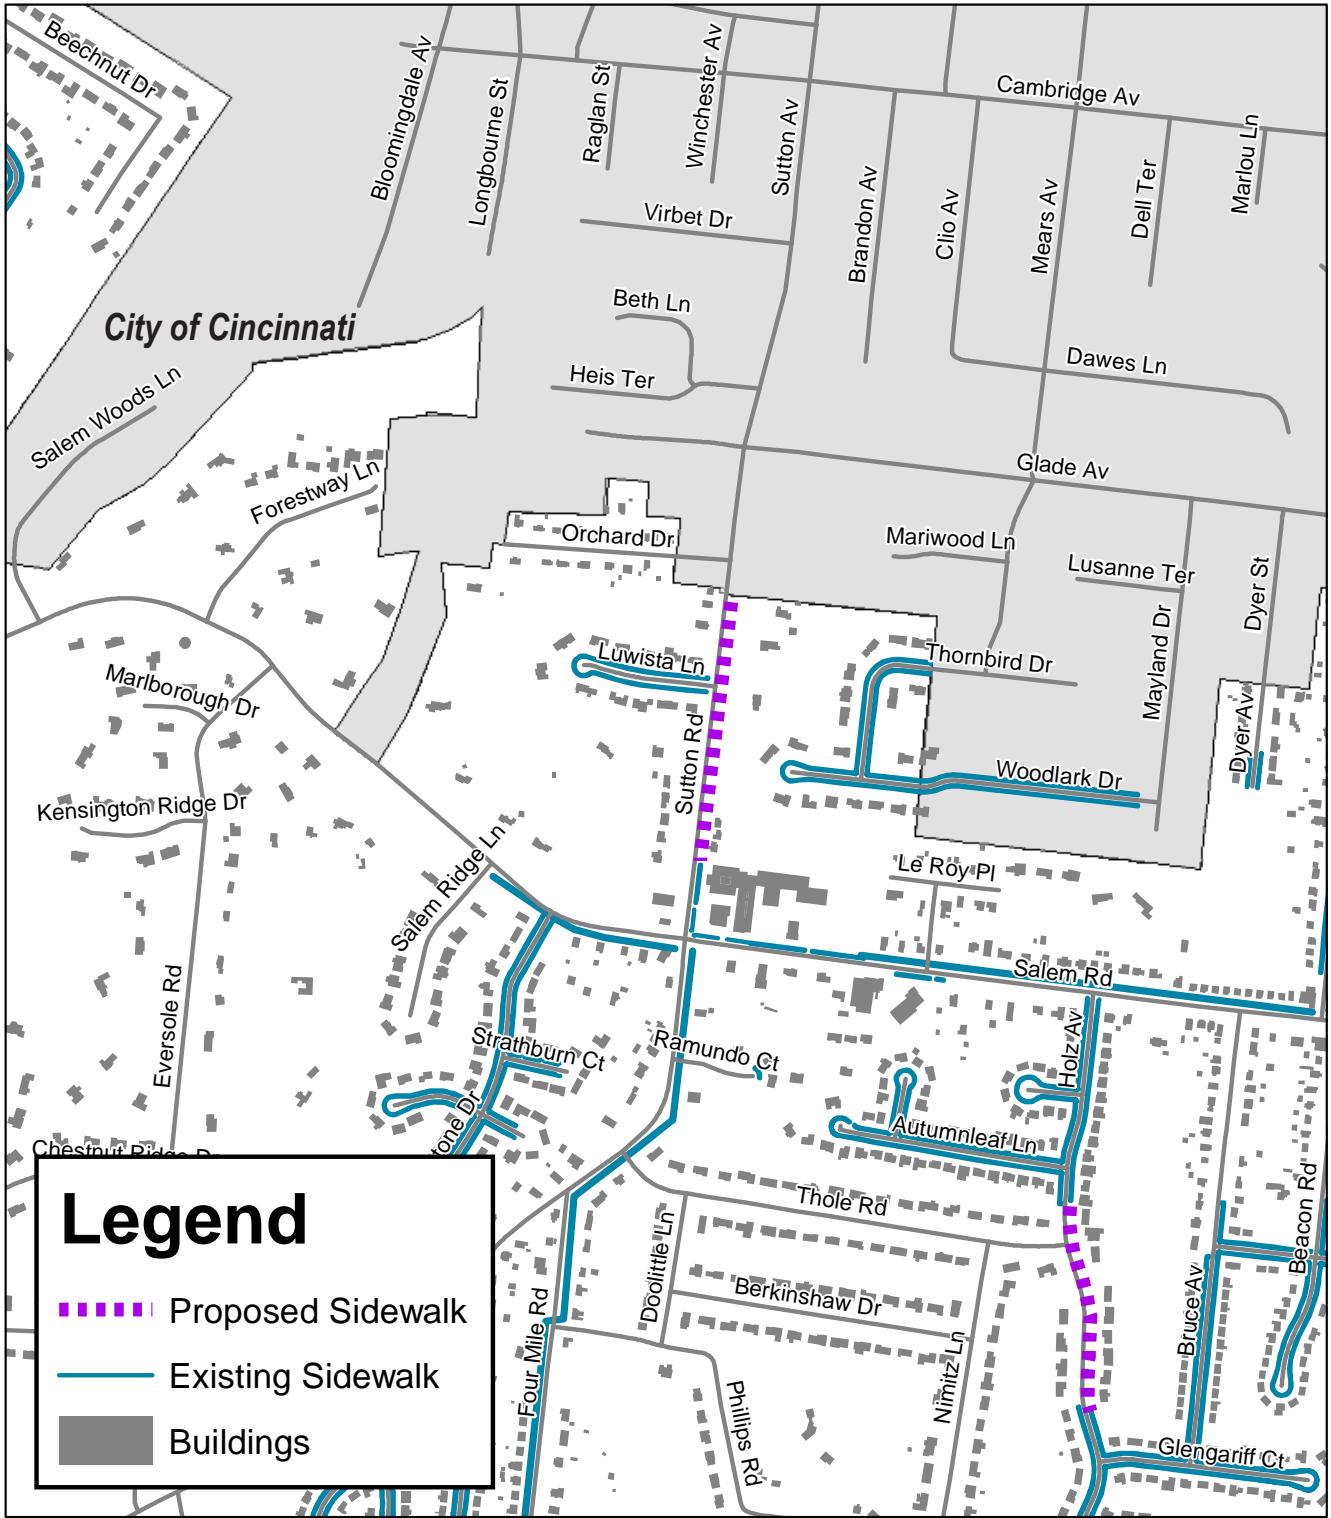 Beechnut Dr
Bloomingdale Av
Longbourne St
Raglan St
Winchester Av
Sutton Av
Cambridge Av
Brandon Av
Clio Av
Mears Av
Dell Ter
Marlou Ln
Virbet Dr
Beth Ln
City of Cincinnati
Heis Ter
Dawes Ln
Salem Woods Ln
Forestway Ln
Glade Av
Orchard Dr
Mariwood Ln
Lusanne Ter
Dyer St
Luwista Ln
Thornbird Dr
Mayland Dr
Marlborough Dr
Sutton Rd
Dyer Av
Woodlark Dr
Kensington Ridge Dr
Salem Ridge Ln
Le Roy Pl
Salem Rd
Eversole Rd
Strathburn Ct
Ramundo Ct
Holz Av
tone Dr
Autumnleaf Ln
Chestnut Ridge Dr
Thole Rd
Beacon Rd
Doolittle Ln
Berkinshaw Dr
Bruce Av
Four Mile Rd
Nimitz Ln
Phillips Rd
Glengariff Ct
Legend
Proposed Sidewalk
Existing Sidewalk
Buildings